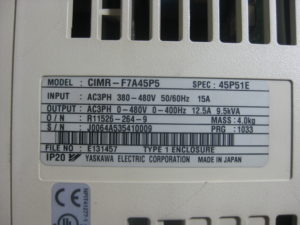 MODEL : CIMR-F7A45P5 SPEC : 45P51E
INPUT : AC3PH 380-480V 50/60Hz 15A
OUTPUT : AC3PH 0-480V 0-400Hz 12.5A 9.5kVA
O / N : R11526-264-9 MASS : 4.0kg
S / N : J0064A535410009 PRG : 1033
FILE NO : E131457 TYPE 1 ENCLOSURE
IP20 YASKAWA ELECTRIC CORPORATION MADE IN JAPAN
CE